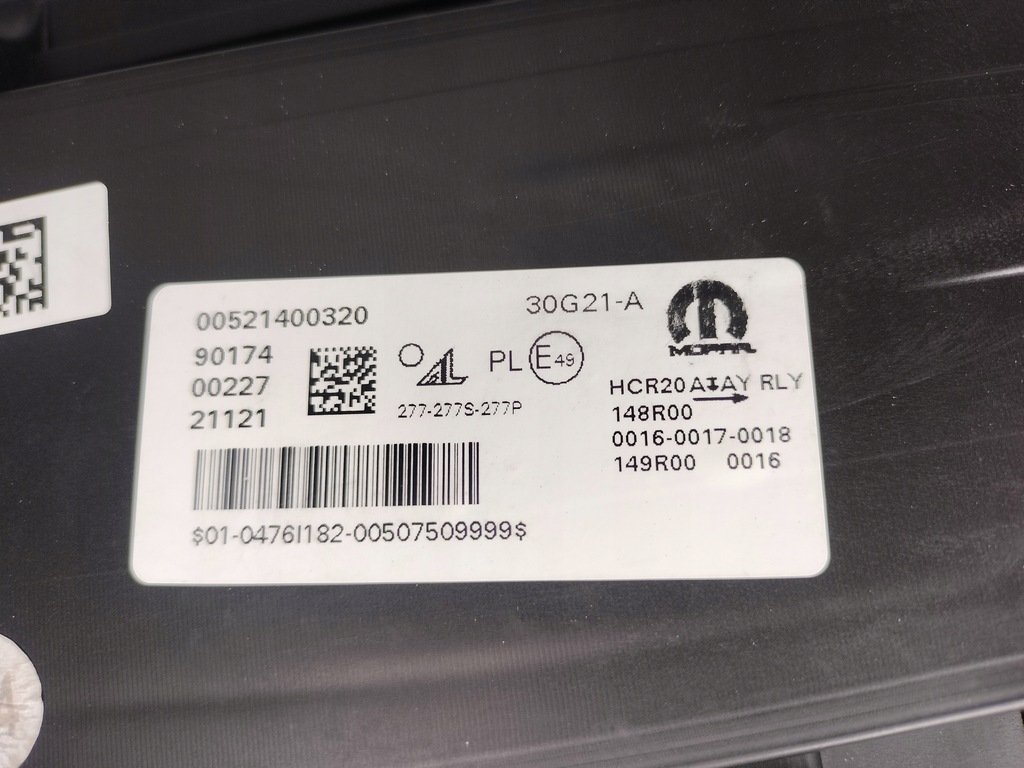 00521400320
30G21-A
MOPAR
90174
00227
21121
AL
PL E49
277-277S-277P
HCR20 A AY RLY
148R00
0016-0017-0018
149R00 0016
$01-0476I182-00507509999$